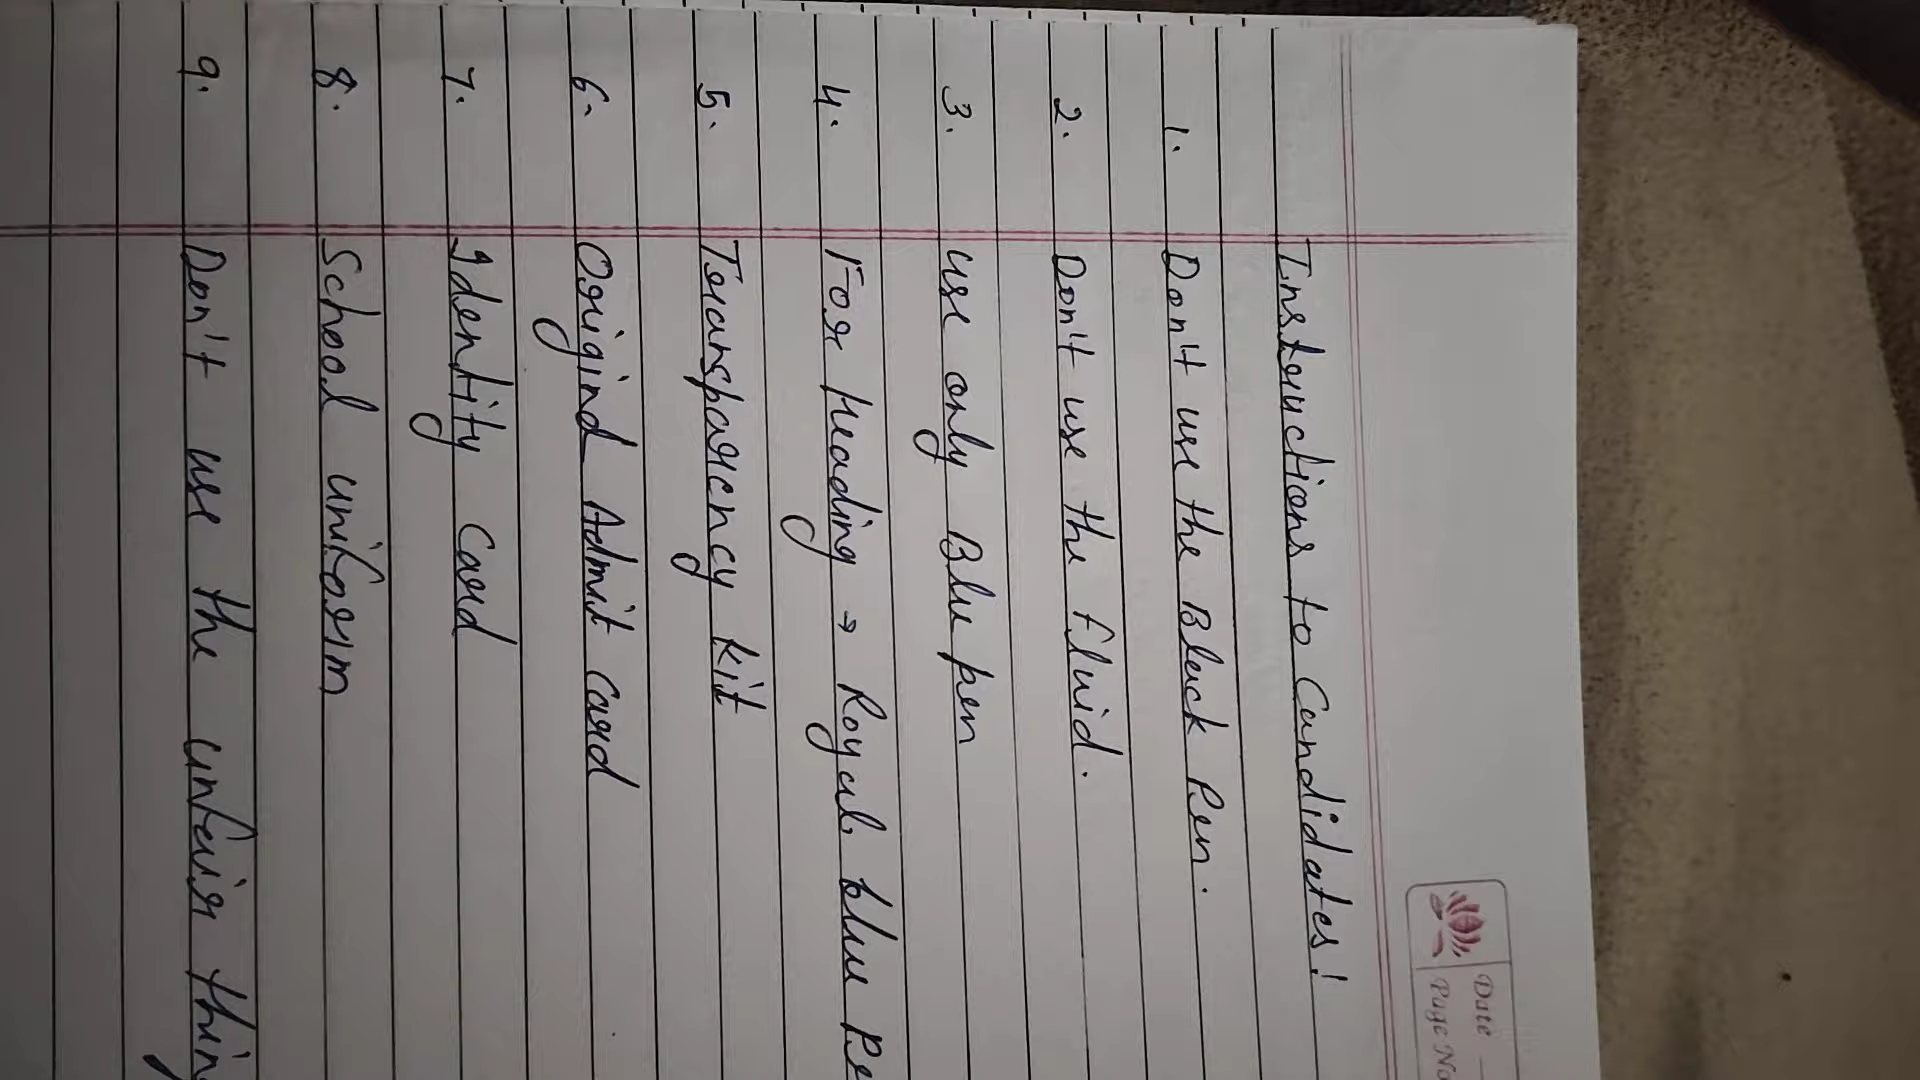 Date
Page No
Instructions to Candidates!
1. Don't use the Black Pen.
2. Don't use the fluid.
3. use only Blue pen
4. For Heading → Royal blue Pe
5. Transparency kit
6. Original Admit Card
7. Identity Card
8. School uniform
9. Don't use the unfair thing